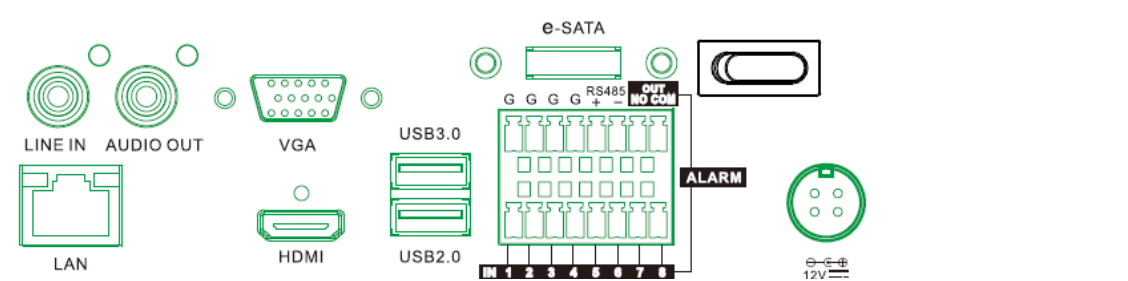 e-SATA
RS485
OUT
G G G G + − NO COM
LINE IN AUDIO OUT VGA USB3.0
ALARM
LAN HDMI USB2.0
IN 1 2 3 4 5 6 7 8
12V